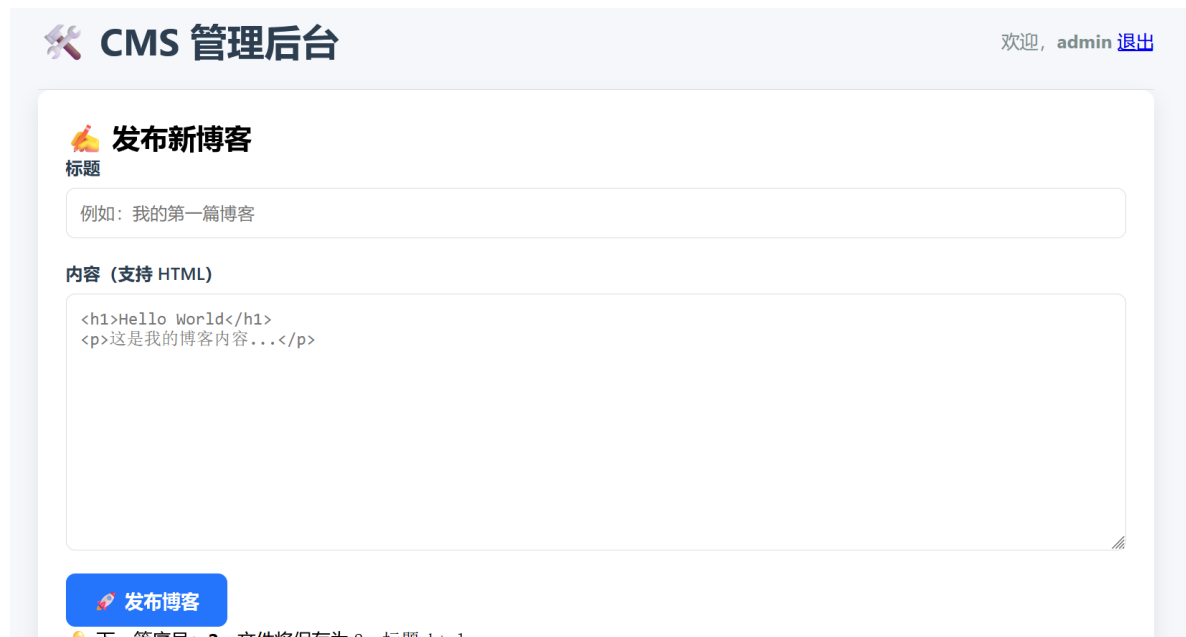 CMS 管理后台
欢迎，admin 退出
发布新博客
标题
例如：我的第一篇博客
内容（支持 HTML）
<h1>Hello World</h1>
<p>这是我的博客内容...</p>
发布博客